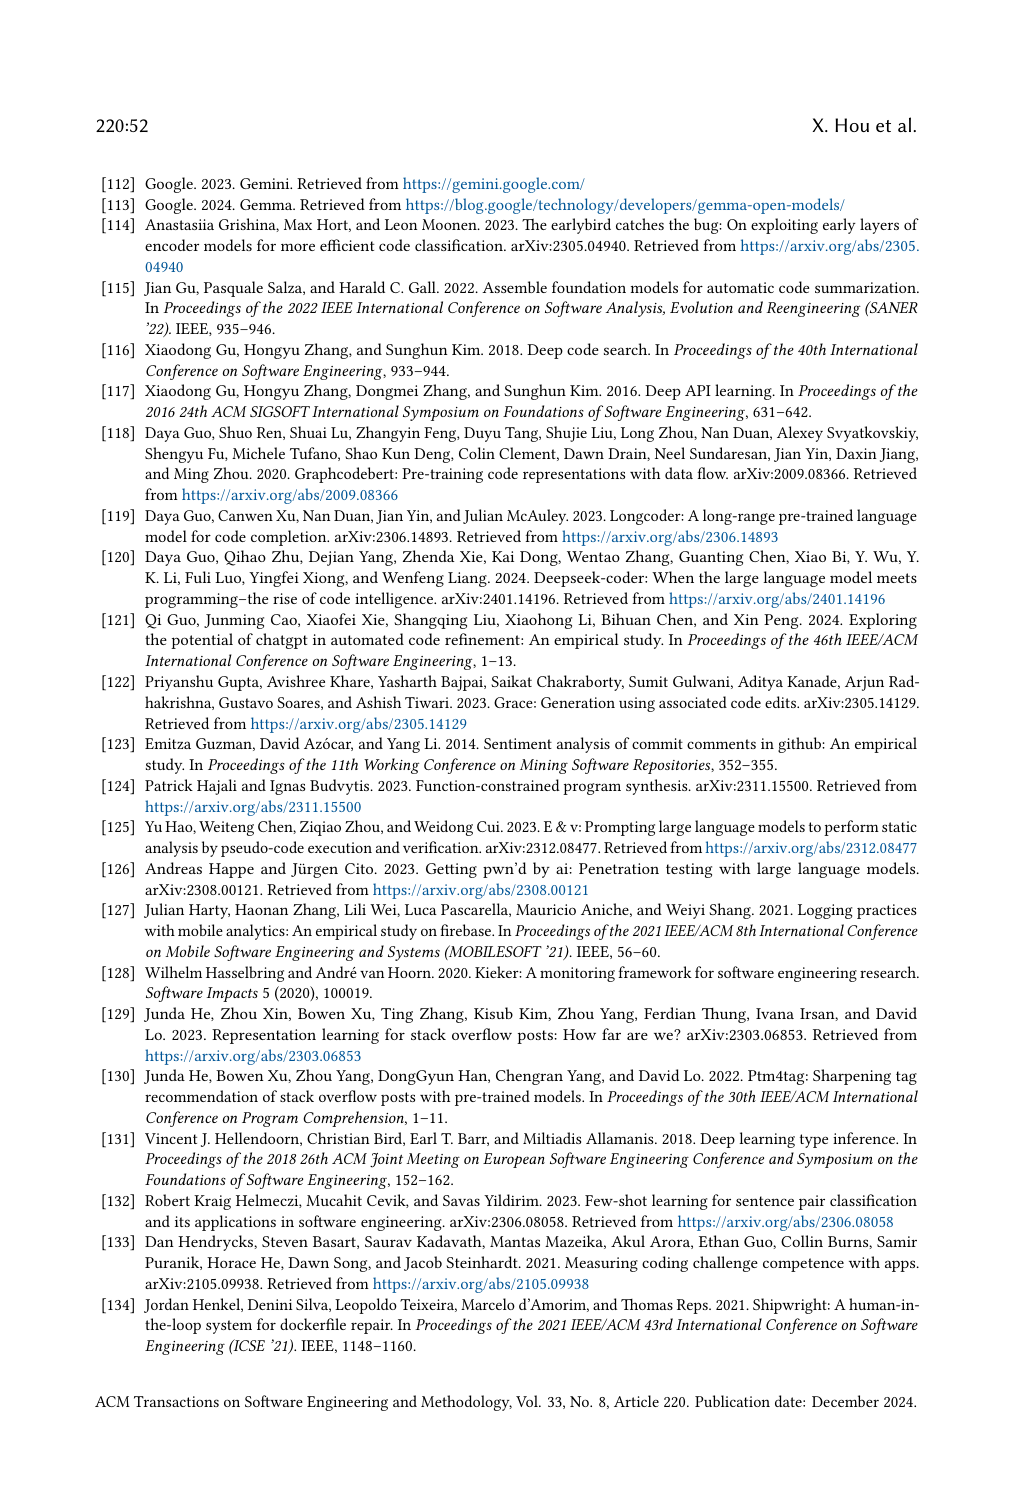 220:52 X. Hou et al.
[112] Google. 2023. Gemini. Retrieved from https://gemini.google.com/
[113] Google. 2024. Gemma. Retrieved from https://blog.google/technology/developers/gemma-open-models/
[114] Anastasiia Grishina, Max Hort, and Leon Moonen. 2023. The earlybird catches the bug: On exploiting early layers of
encoder models for more efficient code classification. arXiv:2305.04940. Retrieved from https://arxiv.org/abs/2305.
04940
[115] Jian Gu, Pasquale Salza, and Harald C. Gall. 2022. Assemble foundation models for automatic code summarization.
In Proceedings of the 2022 IEEE International Conference on Software Analysis, Evolution and Reengineering (SANER
’22). IEEE, 935–946.
[116] Xiaodong Gu, Hongyu Zhang, and Sunghun Kim. 2018. Deep code search. In Proceedings of the 40th International
Conference on Software Engineering, 933–944.
[117] Xiaodong Gu, Hongyu Zhang, Dongmei Zhang, and Sunghun Kim. 2016. Deep API learning. In Proceedings of the
2016 24th ACM SIGSOFT International Symposium on Foundations of Software Engineering, 631–642.
[118] Daya Guo, Shuo Ren, Shuai Lu, Zhangyin Feng, Duyu Tang, Shujie Liu, Long Zhou, Nan Duan, Alexey Svyatkovskiy,
Shengyu Fu, Michele Tufano, Shao Kun Deng, Colin Clement, Dawn Drain, Neel Sundaresan, Jian Yin, Daxin Jiang,
and Ming Zhou. 2020. Graphcodebert: Pre-training code representations with data flow. arXiv:2009.08366. Retrieved
from https://arxiv.org/abs/2009.08366
[119] Daya Guo, Canwen Xu, Nan Duan, Jian Yin, and Julian McAuley. 2023. Longcoder: A long-range pre-trained language
model for code completion. arXiv:2306.14893. Retrieved from https://arxiv.org/abs/2306.14893
[120] Daya Guo, Qihao Zhu, Dejian Yang, Zhenda Xie, Kai Dong, Wentao Zhang, Guanting Chen, Xiao Bi, Y. Wu, Y.
K. Li, Fuli Luo, Yingfei Xiong, and Wenfeng Liang. 2024. Deepseek-coder: When the large language model meets
programming–the rise of code intelligence. arXiv:2401.14196. Retrieved from https://arxiv.org/abs/2401.14196
[121] Qi Guo, Junming Cao, Xiaofei Xie, Shangqing Liu, Xiaohong Li, Bihuan Chen, and Xin Peng. 2024. Exploring
the potential of chatgpt in automated code refinement: An empirical study. In Proceedings of the 46th IEEE/ACM
International Conference on Software Engineering, 1–13.
[122] Priyanshu Gupta, Avishree Khare, Yasharth Bajpai, Saikat Chakraborty, Sumit Gulwani, Aditya Kanade, Arjun Rad-
hakrishna, Gustavo Soares, and Ashish Tiwari. 2023. Grace: Generation using associated code edits. arXiv:2305.14129.
Retrieved from https://arxiv.org/abs/2305.14129
[123] Emitza Guzman, David Azócar, and Yang Li. 2014. Sentiment analysis of commit comments in github: An empirical
study. In Proceedings of the 11th Working Conference on Mining Software Repositories, 352–355.
[124] Patrick Hajali and Ignas Budvytis. 2023. Function-constrained program synthesis. arXiv:2311.15500. Retrieved from
https://arxiv.org/abs/2311.15500
[125] Yu Hao, Weiteng Chen, Ziqiao Zhou, and Weidong Cui. 2023. E & v: Prompting large language models to perform static
analysis by pseudo-code execution and verification. arXiv:2312.08477. Retrieved from https://arxiv.org/abs/2312.08477
[126] Andreas Happe and Jürgen Cito. 2023. Getting pwn’d by ai: Penetration testing with large language models.
arXiv:2308.00121. Retrieved from https://arxiv.org/abs/2308.00121
[127] Julian Harty, Haonan Zhang, Lili Wei, Luca Pascarella, Mauricio Aniche, and Weiyi Shang. 2021. Logging practices
with mobile analytics: An empirical study on firebase. In Proceedings of the 2021 IEEE/ACM 8th International Conference
on Mobile Software Engineering and Systems (MOBILESOFT ’21). IEEE, 56–60.
[128] Wilhelm Hasselbring and André van Hoorn. 2020. Kieker: A monitoring framework for software engineering research.
Software Impacts 5 (2020), 100019.
[129] Junda He, Zhou Xin, Bowen Xu, Ting Zhang, Kisub Kim, Zhou Yang, Ferdian Thung, Ivana Irsan, and David
Lo. 2023. Representation learning for stack overflow posts: How far are we? arXiv:2303.06853. Retrieved from
https://arxiv.org/abs/2303.06853
[130] Junda He, Bowen Xu, Zhou Yang, DongGyun Han, Chengran Yang, and David Lo. 2022. Ptm4tag: Sharpening tag
recommendation of stack overflow posts with pre-trained models. In Proceedings of the 30th IEEE/ACM International
Conference on Program Comprehension, 1–11.
[131] Vincent J. Hellendoorn, Christian Bird, Earl T. Barr, and Miltiadis Allamanis. 2018. Deep learning type inference. In
Proceedings of the 2018 26th ACM Joint Meeting on European Software Engineering Conference and Symposium on the
Foundations of Software Engineering, 152–162.
[132] Robert Kraig Helmeczi, Mucahit Cevik, and Savas Yildirim. 2023. Few-shot learning for sentence pair classification
and its applications in software engineering. arXiv:2306.08058. Retrieved from https://arxiv.org/abs/2306.08058
[133] Dan Hendrycks, Steven Basart, Saurav Kadavath, Mantas Mazeika, Akul Arora, Ethan Guo, Collin Burns, Samir
Puranik, Horace He, Dawn Song, and Jacob Steinhardt. 2021. Measuring coding challenge competence with apps.
arXiv:2105.09938. Retrieved from https://arxiv.org/abs/2105.09938
[134] Jordan Henkel, Denini Silva, Leopoldo Teixeira, Marcelo d’Amorim, and Thomas Reps. 2021. Shipwright: A human-in-
the-loop system for dockerfile repair. In Proceedings of the 2021 IEEE/ACM 43rd International Conference on Software
Engineering (ICSE ’21). IEEE, 1148–1160.
ACM Transactions on Software Engineering and Methodology, Vol. 33, No. 8, Article 220. Publication date: December 2024.